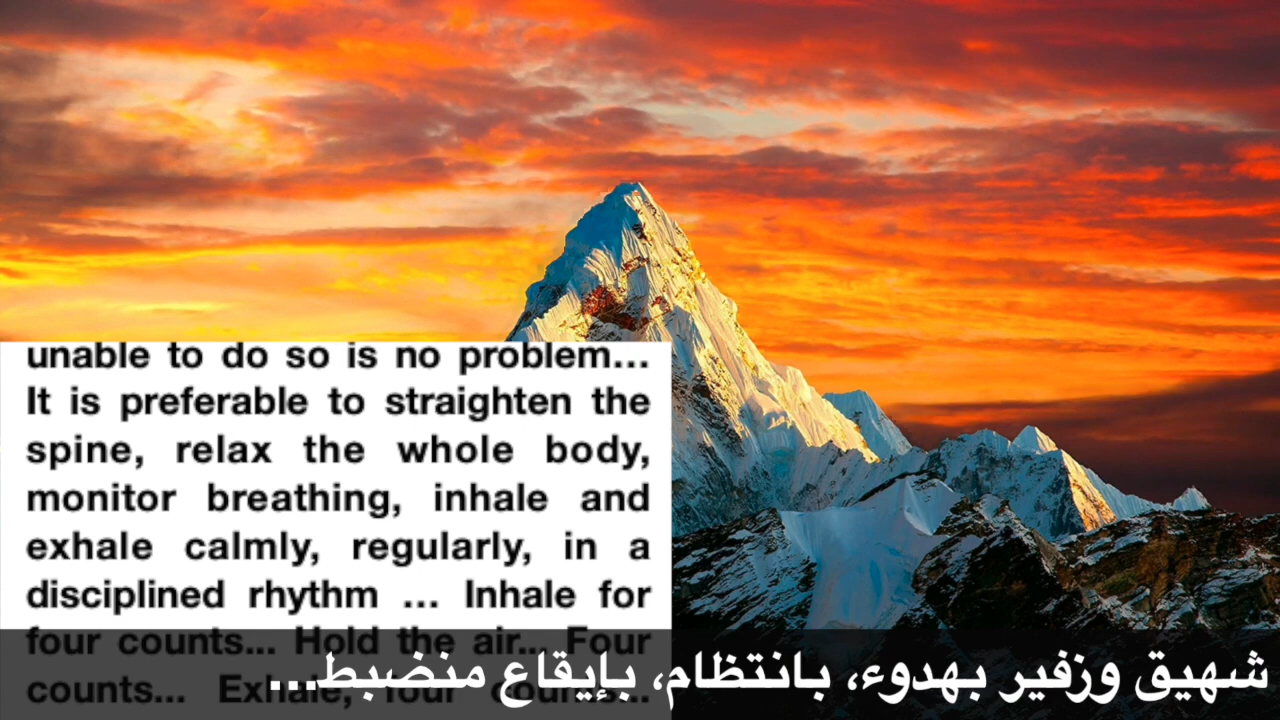 unable to do so is no problem...
It is preferable to straighten the
spine, relax the whole body,
monitor breathing, inhale and
exhale calmly, regularly, in a
disciplined rhythm ... Inhale for
four counts... Hold the air... Four
counts... Exhale, four counts...
شهيق وزفير بهدوء، بانتظام، بإيقاع منضبط...